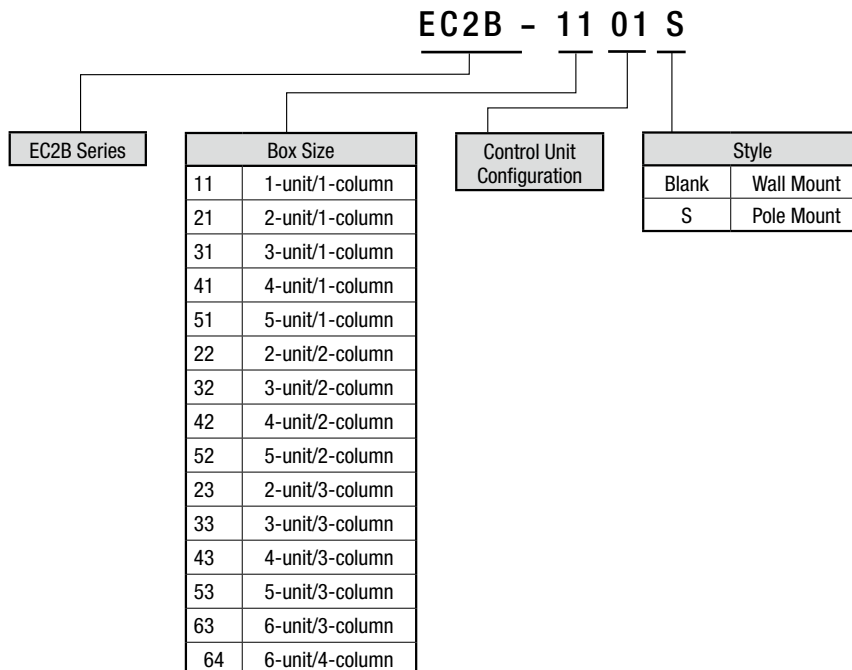 EC2B – 11 01 S
EC2B Series
Box Size
11 1-unit/1-column
21 2-unit/1-column
31 3-unit/1-column
41 4-unit/1-column
51 5-unit/1-column
22 2-unit/2-column
32 3-unit/2-column
42 4-unit/2-column
52 5-unit/2-column
23 2-unit/3-column
33 3-unit/3-column
43 4-unit/3-column
53 5-unit/3-column
63 6-unit/3-column
64 6-unit/4-column
Control Unit
Configuration
Style
Blank Wall Mount
S Pole Mount